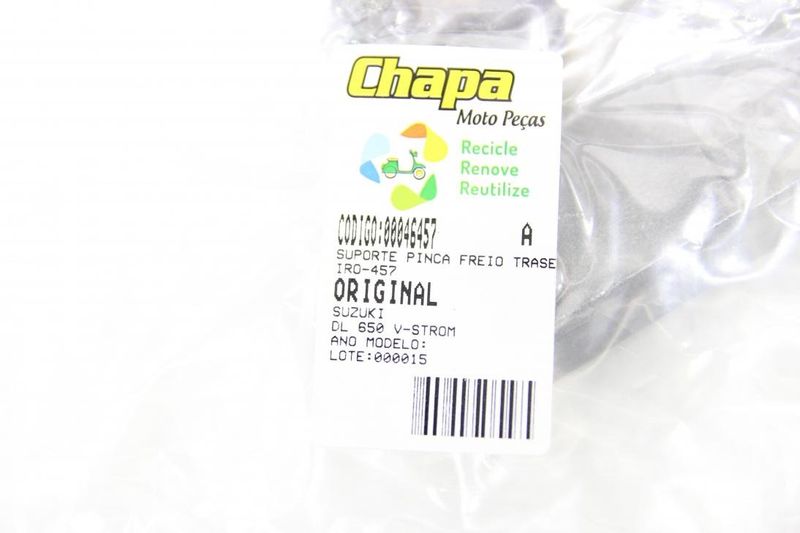 Chapa
Moto Peças
Recicle
Renove
Reutilize
CODIGO:00046457 A
SUPORTE PINCA FREIO TRASE
IRO-457
ORIGINAL
SUZUKI
DL 650 V-STROM
ANO MODELO:
LOTE:000015